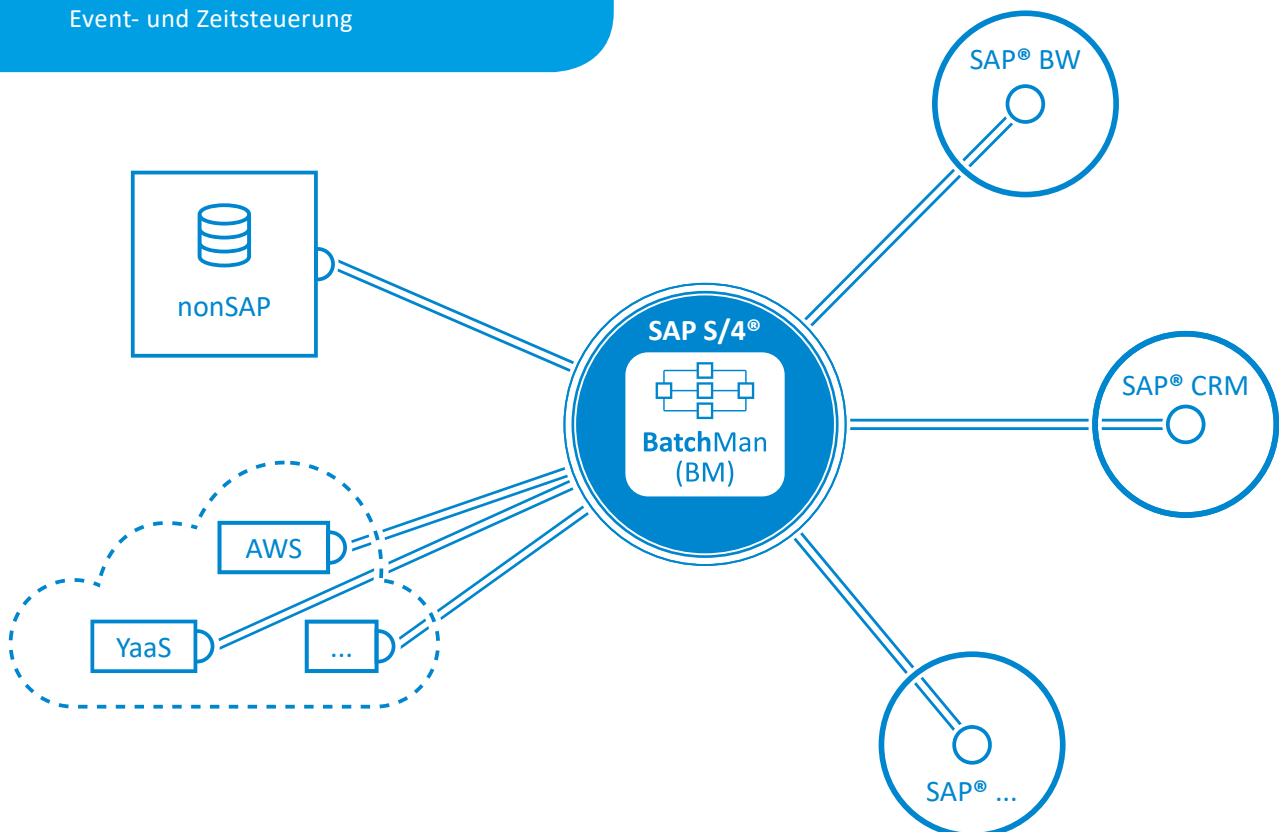 Event- und Zeitsteuerung
SAP® BW
nonSAP
SAP S/4®
BatchMan
(BM)
SAP® CRM
AWS
YaaS
...
SAP® ...